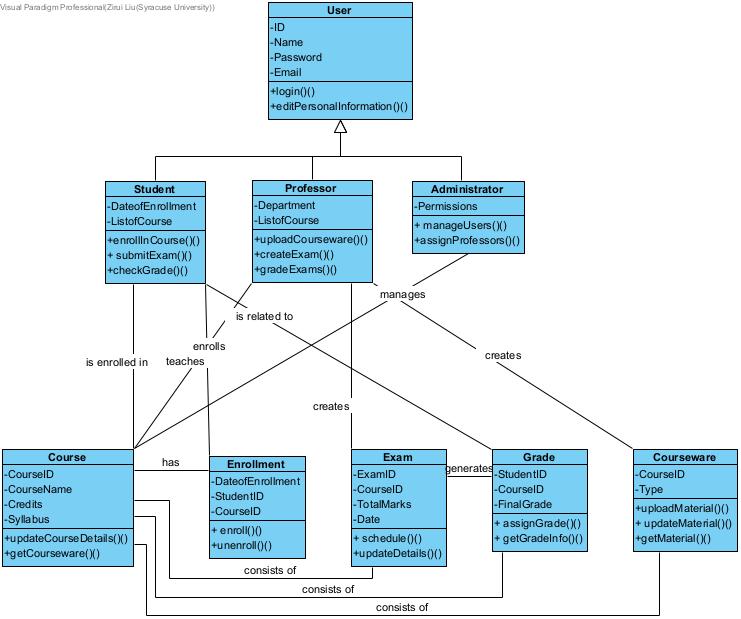 Visual Paradigm Professional(Zirui Liu(Syracuse University))
User
-ID
-Name
-Password
-Email
+login()()
+editPersonalInformation()()
Student
-DateofEnrollment
-ListofCourse
+enrollInCourse()()
+ submitExam()()
+checkGrade()()
Professor
-Department
-ListofCourse
+uploadCourseware()()
+createExam()()
+gradeExams()()
Administrator
-Permissions
+ manageUsers()()
+assignProfessors()()
manages
is related to
enrolls
is enrolled in
teaches
creates
creates
Course
-CourseID
-CourseName
-Credits
-Syllabus
+updateCourseDetails()()
+getCourseware()()
has
Enrollment
-DateofEnrollment
-StudentID
-CourseID
+ enroll()()
+unenroll()()
Exam
-ExamID
-CourseID
-TotalMarks
-Date
+ schedule()()
+updateDetails()()
generates
Grade
-StudentID
-CourseID
-FinalGrade
+ assignGrade()()
+ getGradeInfo()()
Courseware
-CourseID
-Type
+uploadMaterial()()
+ updateMaterial()()
+getMaterial()()
consists of
consists of
consists of